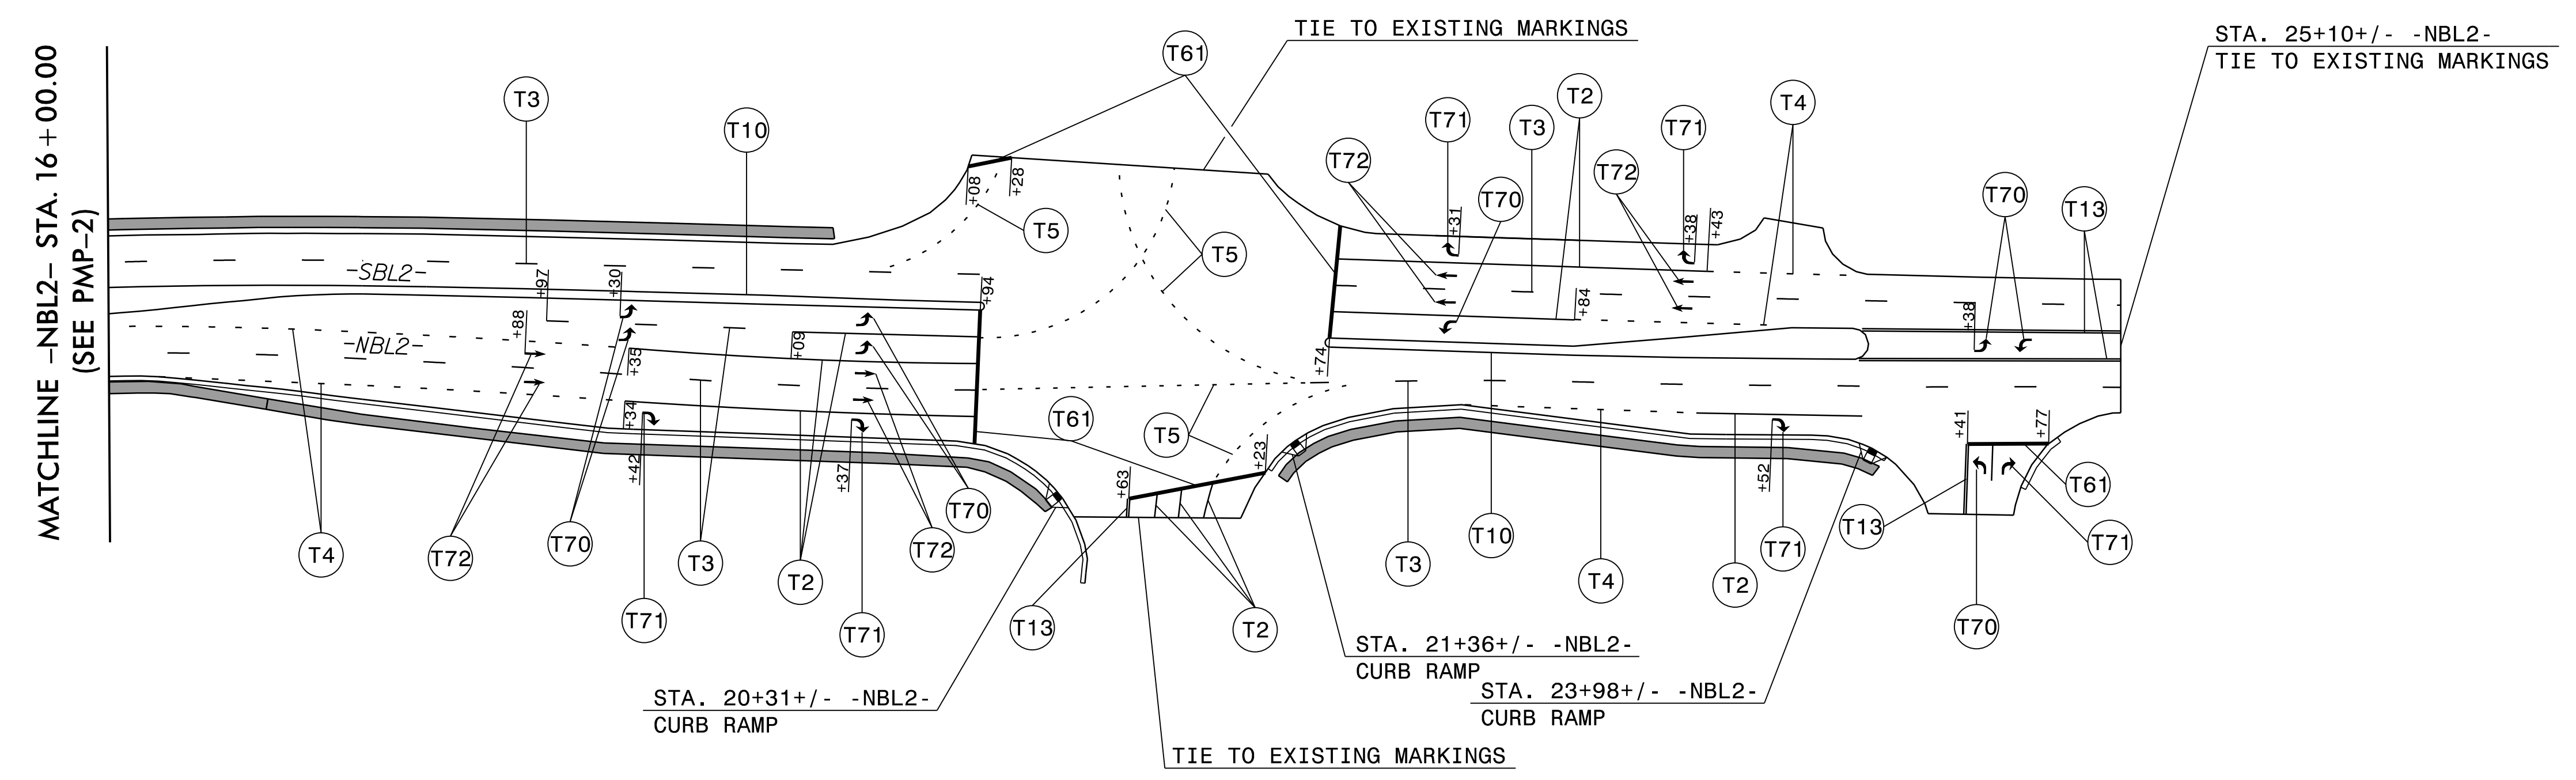 MATCHLINE -NBL2- STA. 16+00.00
(SEE PMP-2)
TIE TO EXISTING MARKINGS
STA. 25+10+/- -NBL2-
TIE TO EXISTING MARKINGS
T61
T3
T10
T71
T3
T2
T71
T4
T72
T72
T70
T70
T13
T5
T5
+08
+28
+31
+38
+43
-SBL2-
+97
+30
+94
+84
+38
-NBL2-
+88
+35
+09
+74
+34
+42
+37
T61
T5
+63
+23
+52
+41
+77
T4
T72
T70
T3
T2
T72
T70
T71
T71
T13
T2
T3
T10
T4
T2
T71
T13
T61
T71
T70
STA. 21+36+/- -NBL2-
CURB RAMP
STA. 20+31+/- -NBL2-
CURB RAMP
STA. 23+98+/- -NBL2-
CURB RAMP
TIE TO EXISTING MARKINGS